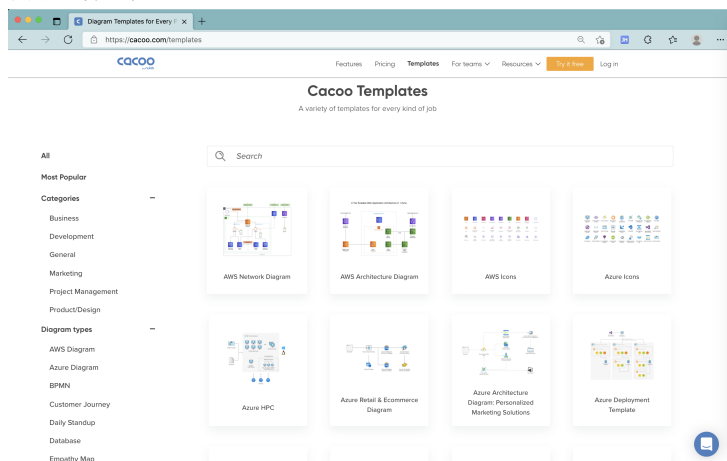 Diagram Templates for Every F
https://cacoo.com/templates
cacoo
Features Pricing Templates For teams Resources Try it free Log in
Cacoo Templates
A variety of templates for every kind of job
Search
All
Most Popular
Categories
Business
Development
General
Marketing
Project Management
Product/Design
Diagram types
AWS Diagram
Azure Diagram
BPMN
Customer Journey
Daily Standup
Database
Empathy Map
AWS Network Diagram
AWS Architecture Diagram
AWS Icons
Azure Icons
Azure HPC
Azure Retail & Ecommerce
Diagram
Azure Architecture
Diagram: Personalized
Marketing Solutions
Azure Deployment
Template